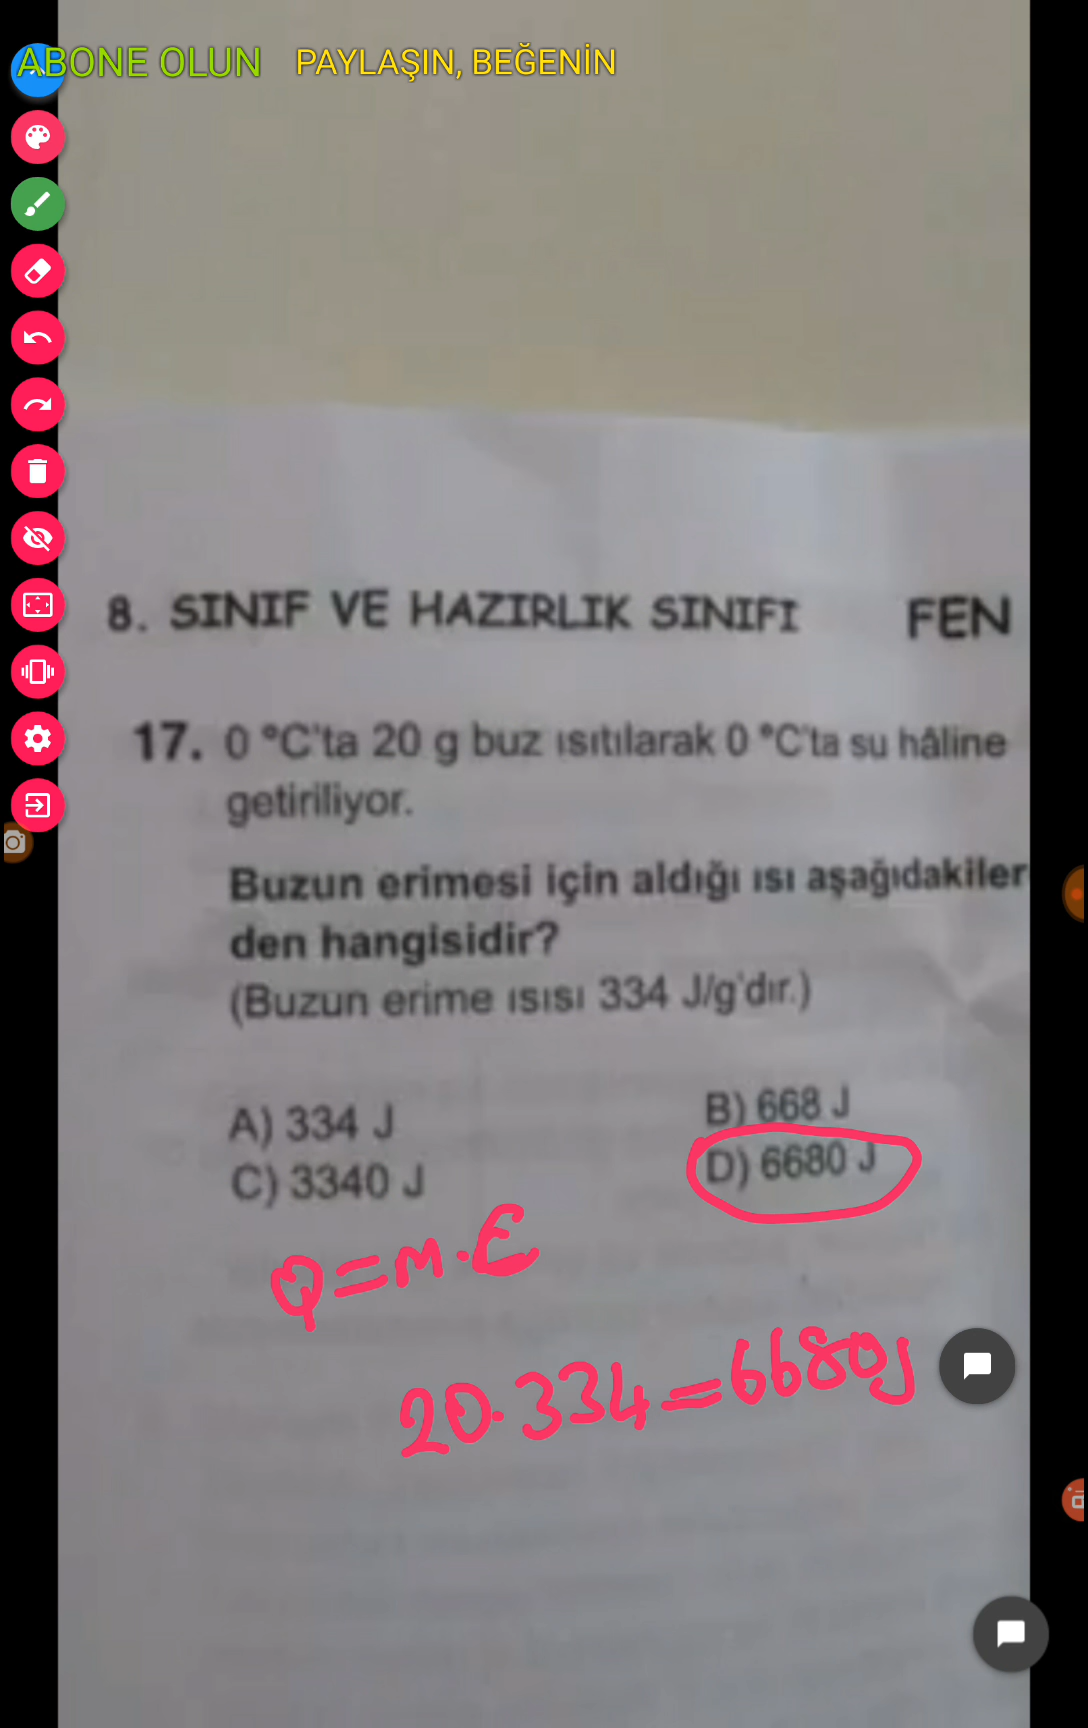 ABONE OLUN PAYLAŞIN, BEĞENİN
8. SINIF VE HAZIRLIK SINIFI FEN
17. 0 °C'ta 20 g buz ısıtılarak 0 °C'ta su hâline
getiriliyor.
Buzun erimesi için aldığı ısı aşağıdakiler
den hangisidir?
(Buzun erime ısısı 334 J/g'dır.)
A) 334 J
B) 668 J
C) 3340 J
D) 6680 J
Q=M.E
20.334=6680J